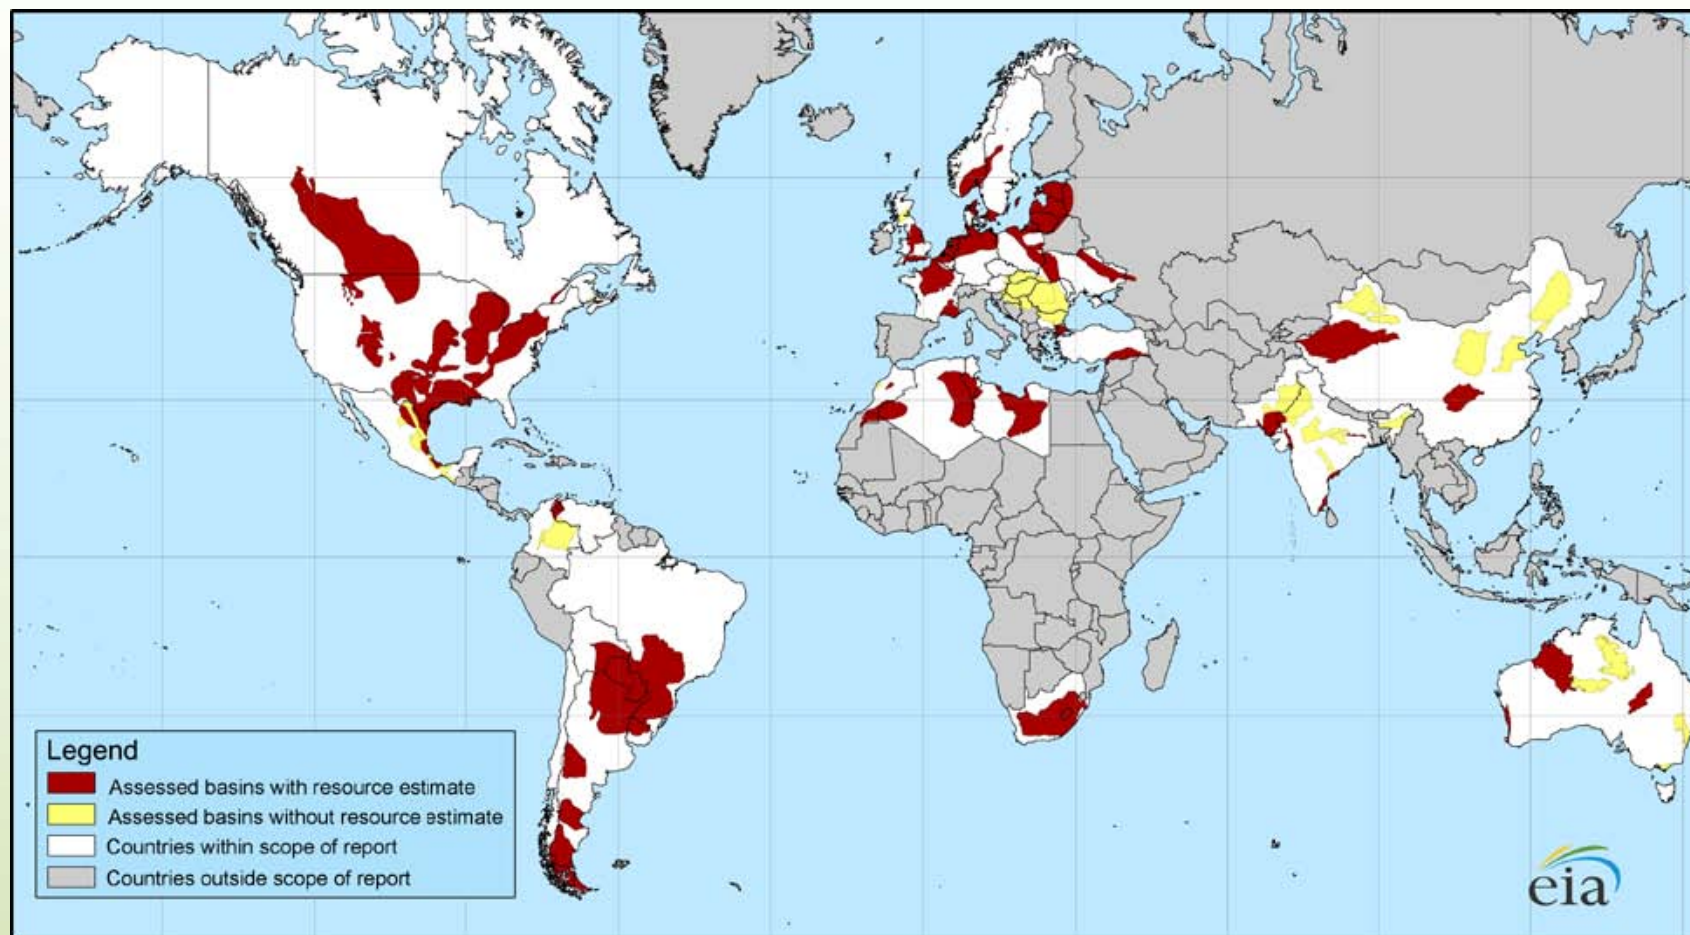 Legend
Assessed basins with resource estimate
Assessed basins without resource estimate
Countries within scope of report
Countries outside scope of report
eia